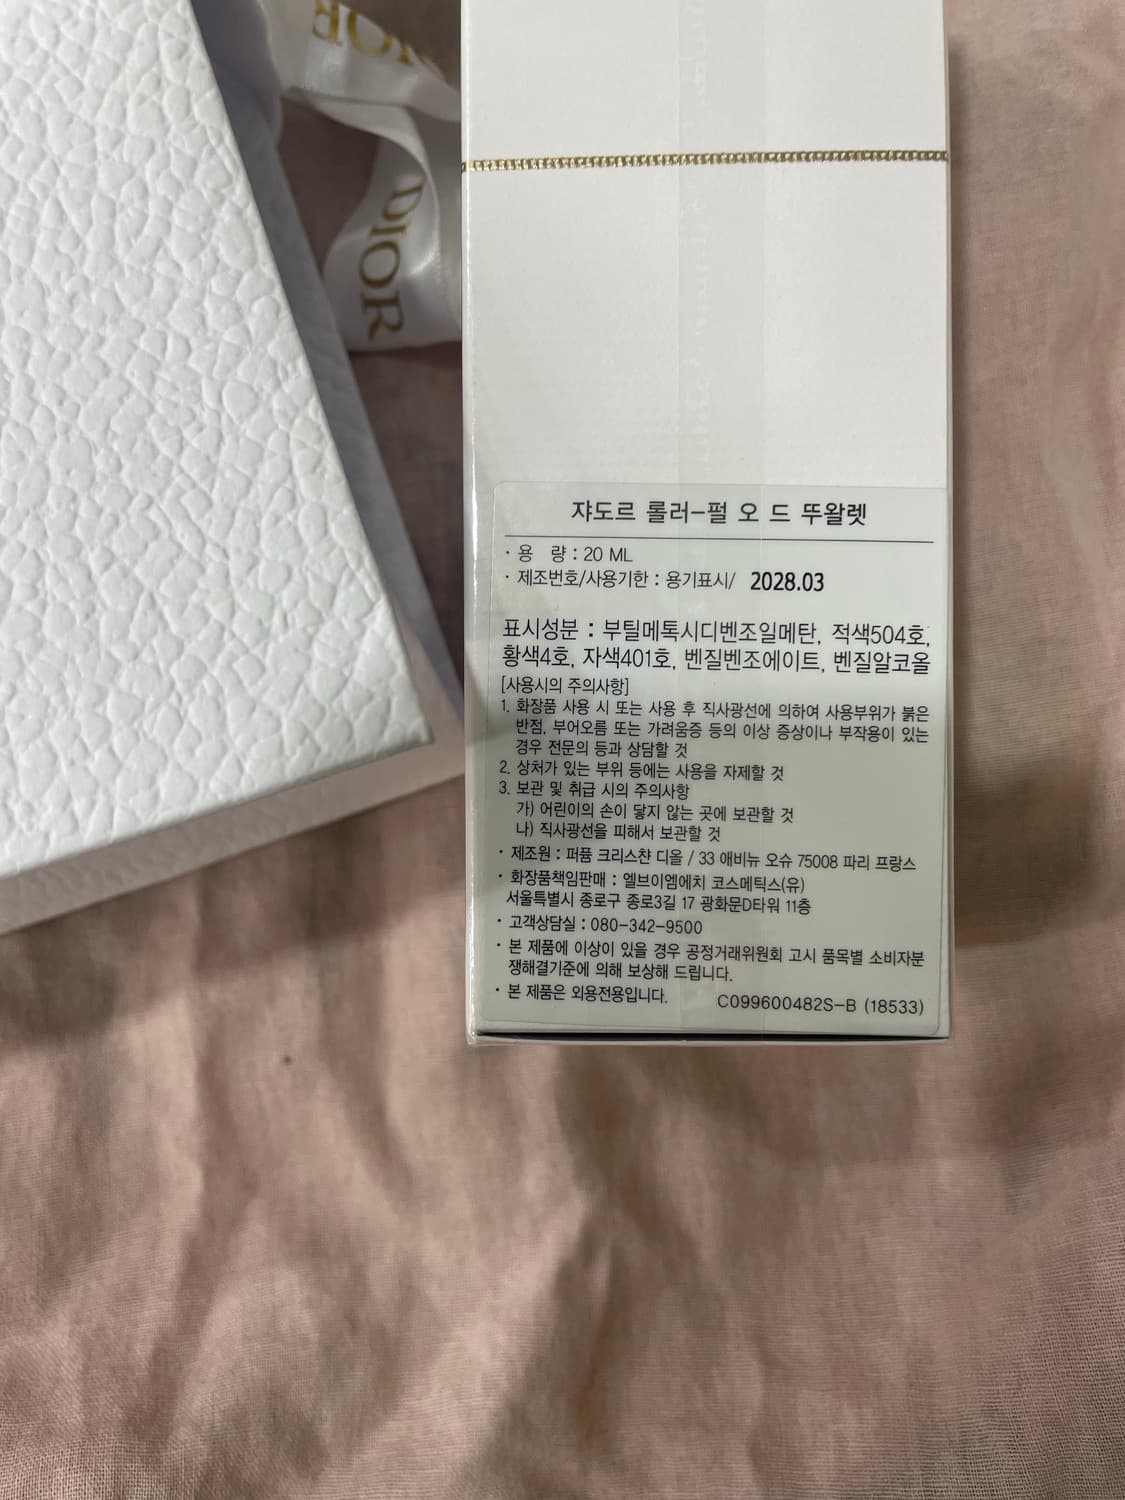 DIOR
DIOR
쟈도르 롤러-펄 오 드 뚜왈렛
· 용 량 : 20 ML
· 제조번호/사용기한 : 용기표시/ 2028.03
표시성분 : 부틸메톡시디벤조일메탄, 적색504호,
황색4호, 자색401호, 벤질벤조에이트, 벤질알코올
[사용시의 주의사항]
1. 화장품 사용 시 또는 사용 후 직사광선에 의하여 사용부위가 붉은
반점, 부어오름 또는 가려움증 등의 이상 증상이나 부작용이 있는
경우 전문의 등과 상담할 것
2. 상처가 있는 부위 등에는 사용을 자제할 것
3. 보관 및 취급 시의 주의사항
가) 어린이의 손이 닿지 않는 곳에 보관할 것
나) 직사광선을 피해서 보관할 것
· 제조원 : 퍼퓸 크리스챤 디올 / 33 애비뉴 오슈 75008 파리 프랑스
· 화장품책임판매 : 엘브이엠에치 코스메틱스(유)
서울특별시 종로구 종로3길 17 광화문D타워 11층
· 고객상담실 : 080-342-9500
· 본 제품에 이상이 있을 경우 공정거래위원회 고시 품목별 소비자분
쟁해결기준에 의해 보상해 드립니다.
· 본 제품은 외용전용입니다. C099600482S-B (18533)